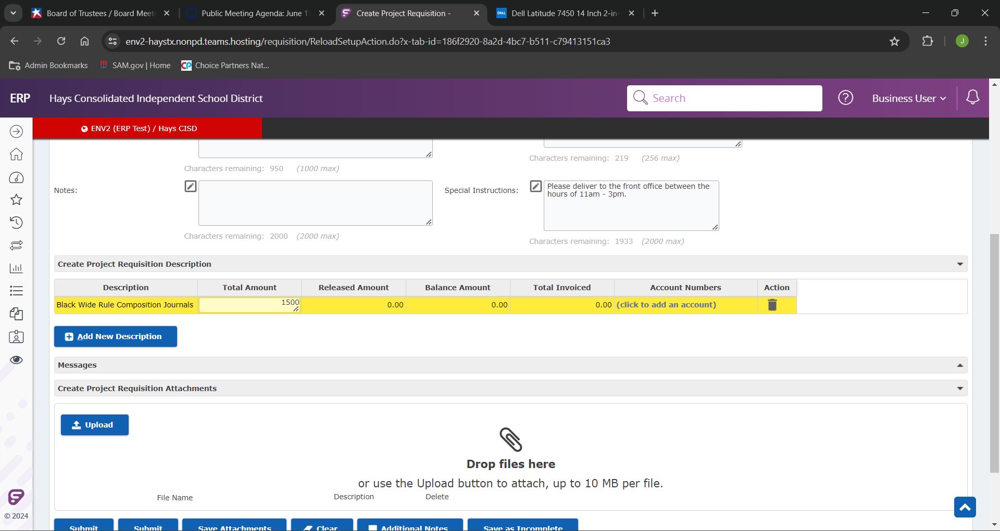 Board of Trustees / Board Meeti
Public Meeting Agenda: June 17
Create Project Requisition -
DELL
Dell Latitude 7450 14 Inch 2-in-
env2-haystx.nonpd.teams.hosting/requisition/ReloadSetupAction.do?x-tab-id=186f2920-8a2d-4bc7-b511-c79413151ca3
J
Admin Bookmarks
SAM.gov | Home
CP
Choice Partners Nat...
ERP
Hays Consolidated Independent School District
Search
?
Business User
ENV2 (ERP Test) / Hays CISD
Characters remaining: 950 (1000 max)
Characters remaining: 219 (256 max)
Notes:
Special Instructions:
Please deliver to the front office between the
hours of 11am - 3pm.
Characters remaining: 2000 (2000 max)
Characters remaining: 1933 (2000 max)
Create Project Requisition Description
Description Total Amount Released Amount Balance Amount Total Invoiced Account Numbers Action
Black Wide Rule Composition Journals 1500 0.00 0.00 0.00 (click to add an account)
Add New Description
Messages
Create Project Requisition Attachments
Upload
Drop files here
or use the Upload button to attach, up to 10 MB per file.
File Name Description Delete
© 2024
Submit Submit Save Attachments Clear Additional Notes Save as Incomplete